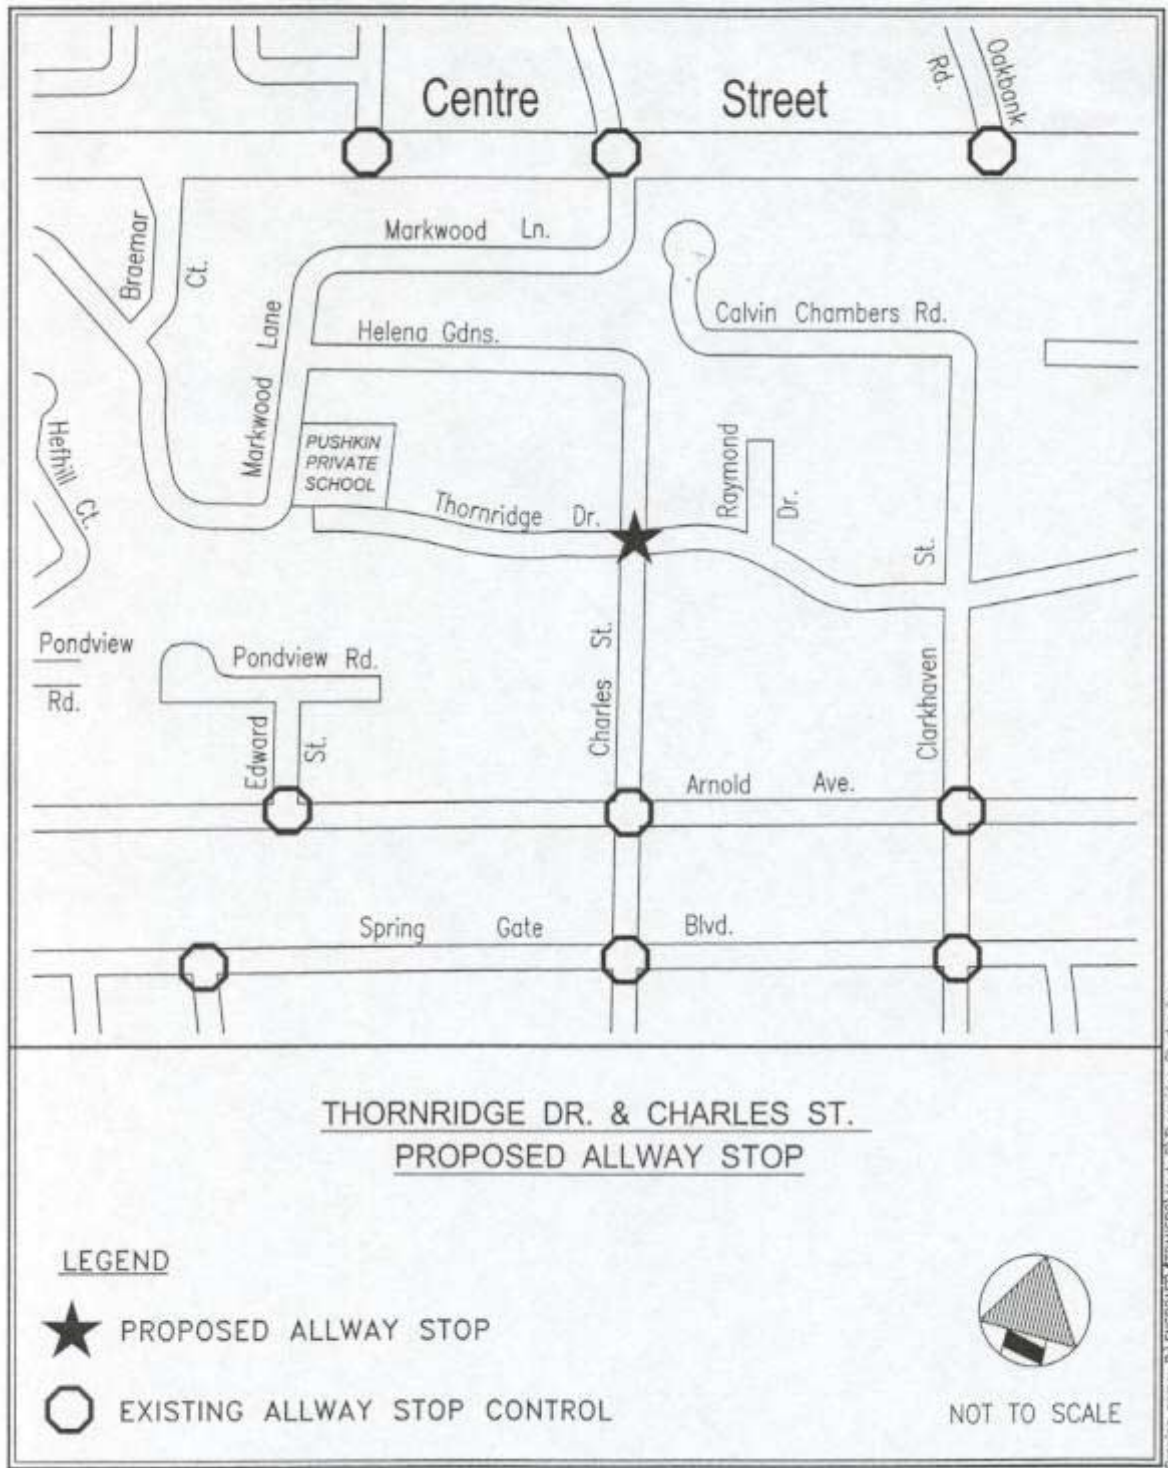 Centre Street
Oakbank
Rd.
Braemar
Ct.
Markwood Ln.
Markwood Lane
Calvin Chambers Rd.
Helena Gdns.
PUSHKIN
PRIVATE
SCHOOL
Hefhill Ct.
Thornridge Dr.
Raymond
Dr.
St.
Clarkhaven
Pondview
Rd.
Pondview Rd.
Edward
St.
Charles St.
Arnold Ave.
Spring Gate Blvd.
THORNRIDGE DR. & CHARLES ST.
PROPOSED ALLWAY STOP
LEGEND
PROPOSED ALLWAY STOP
EXISTING ALLWAY STOP CONTROL
NOT TO SCALE